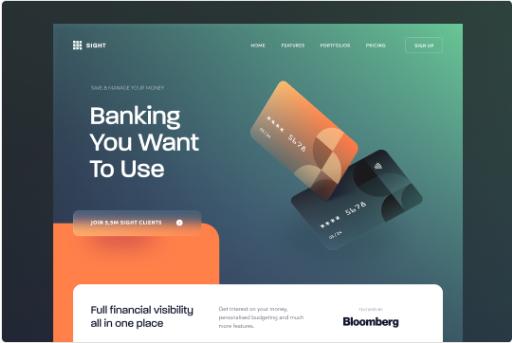 SIGHT
HOME
FEATURES
PORTFOLIOS
PRICING
SIGN UP
SAVE & MANAGE YOUR MONEY
Banking
You Want
To Use
**** 5678
05/24
**** 5678
05/24
JOIN 5,5M SIGHT CLIENTS
Full financial visibility
all in one place
Get interest on your money,
personalised budgeting and much
more features.
Bloomberg